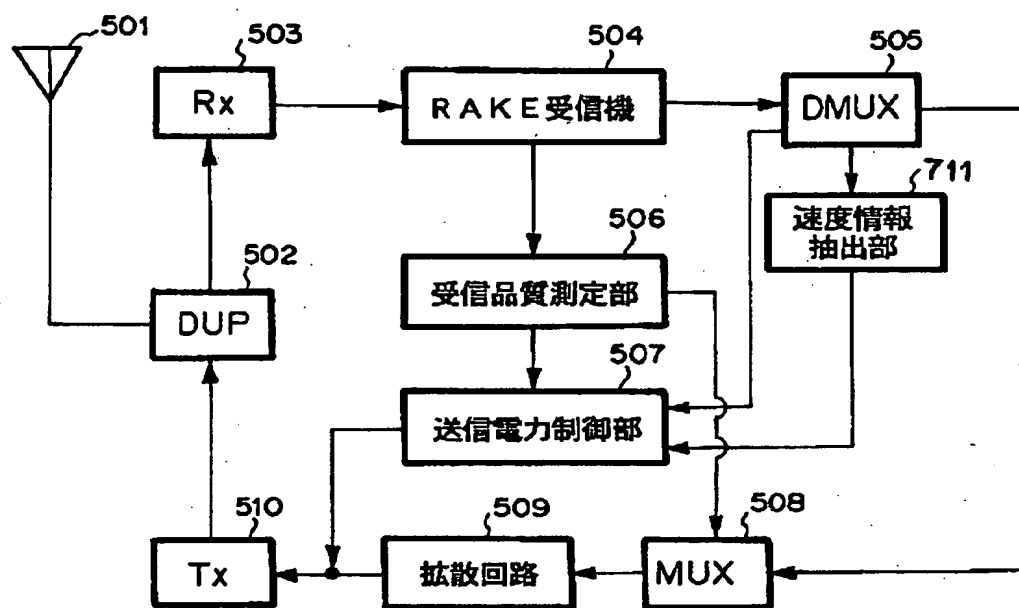 501
503
504
505
Rx
RAKE受信機
DMUX
711
速度情報
抽出部
506
502
受信品質測定部
DUP
507
送信電力制御部
510
509
508
Tx
拡散回路
MUX